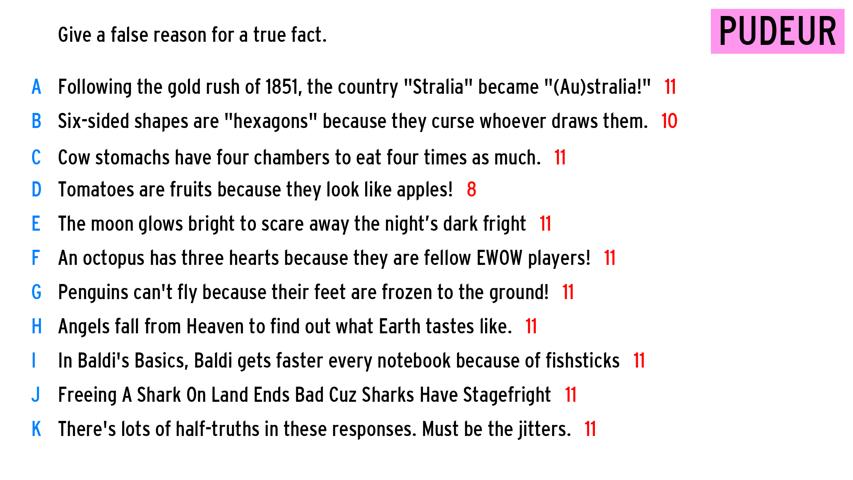 Give a false reason for a true fact.
PUDEUR
A Following the gold rush of 1851, the country "Stralia" became "(Au)stralia!" 11
B Six-sided shapes are "hexagons" because they curse whoever draws them. 10
C Cow stomachs have four chambers to eat four times as much. 11
D Tomatoes are fruits because they look like apples! 8
E The moon glows bright to scare away the night’s dark fright 11
F An octopus has three hearts because they are fellow EWOW players! 11
G Penguins can't fly because their feet are frozen to the ground! 11
H Angels fall from Heaven to find out what Earth tastes like. 11
I In Baldi's Basics, Baldi gets faster every notebook because of fishsticks 11
J Freeing A Shark On Land Ends Bad Cuz Sharks Have Stagefright 11
K There's lots of half-truths in these responses. Must be the jitters. 11